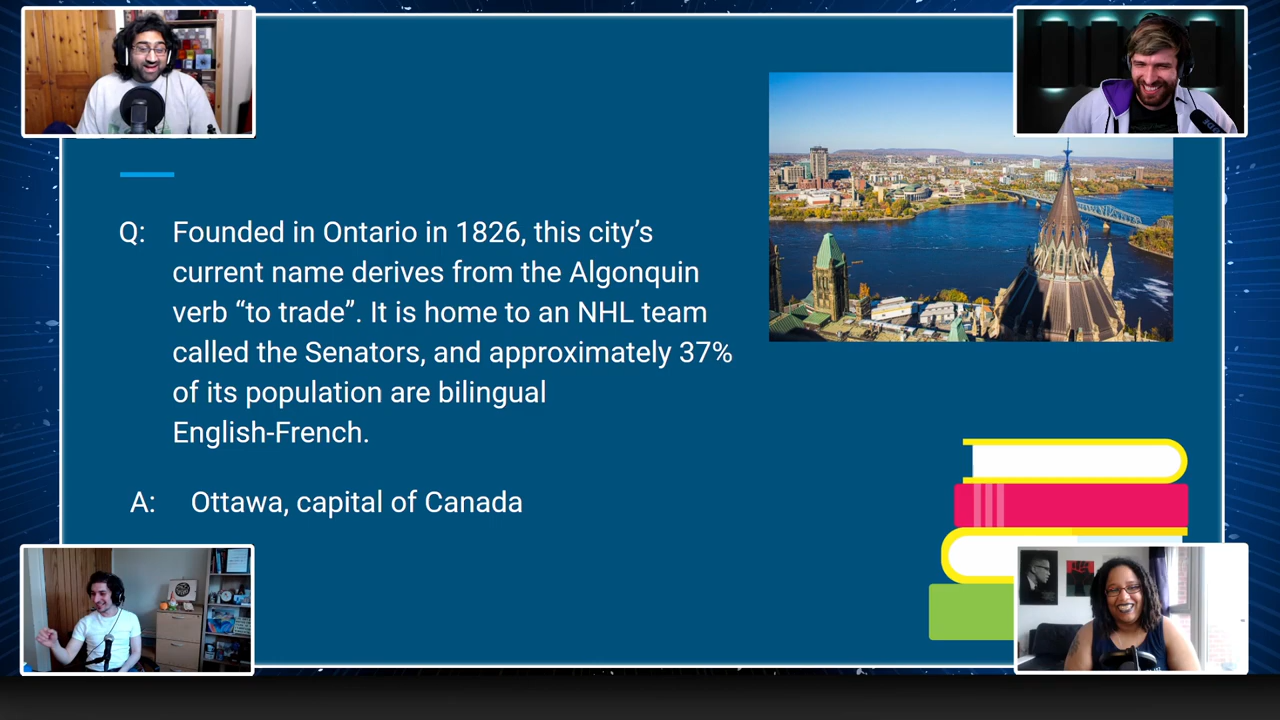 Q: Founded in Ontario in 1826, this city’s
current name derives from the Algonquin
verb “to trade”. It is home to an NHL team
called the Senators, and approximately 37%
of its population are bilingual
English-French.
A: Ottawa, capital of Canada